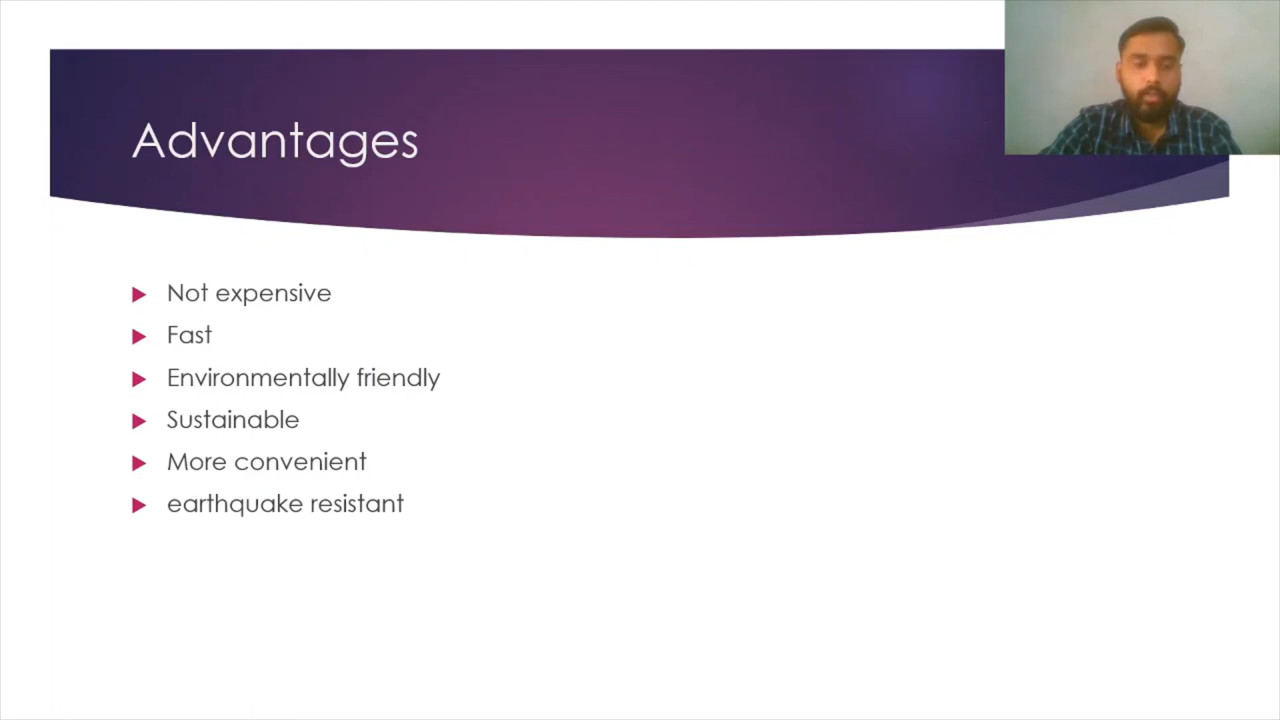 Advantages
Not expensive
Fast
Environmentally friendly
Sustainable
More convenient
earthquake resistant